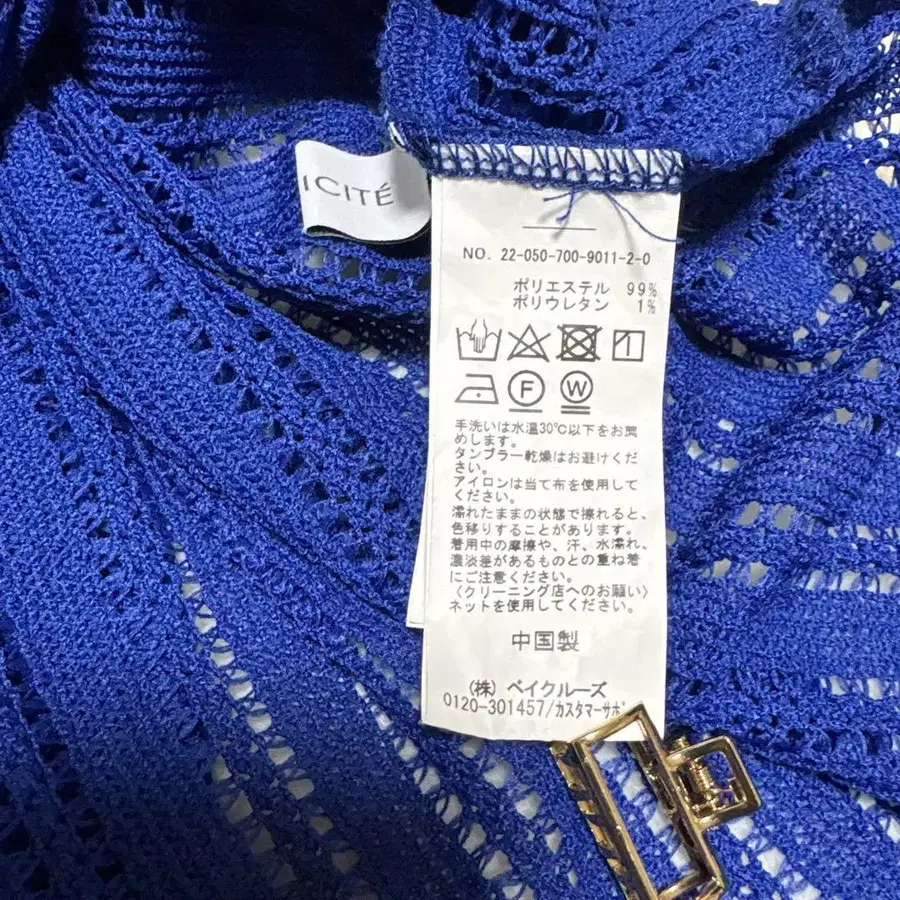 ICITÉ
NO. 22-050-700-9011-2-0
ポリエステル 99%
ポリウレタン 1%
1
F W
手洗いは水温30℃以下をお薦
めします。
タンブラー乾燥はお避けくだ
さい。
アイロンは当て布を使用して
ください。
濡れたままの状態で擦れると、
色移りすることがあります。
着用中の摩擦や、汗、水濡れ、
濃淡差があるものとの重ね着
にご注意ください。
〈クリーニング店へのお願い〉
ネットを使用してください。
中国製
(株) ベイクルーズ
0120-301457/カスタマーサポ